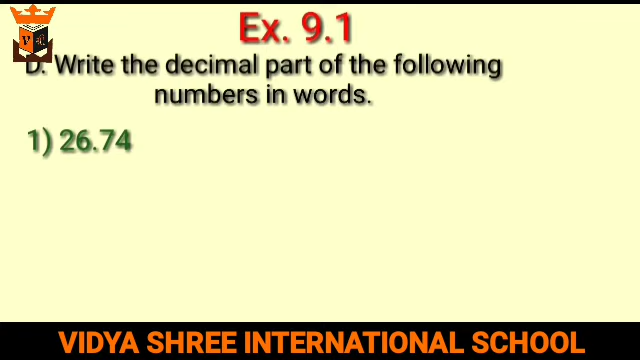 Ex. 9.1
D. Write the decimal part of the following
numbers in words.
1) 26.74
VIDYA SHREE INTERNATIONAL SCHOOL